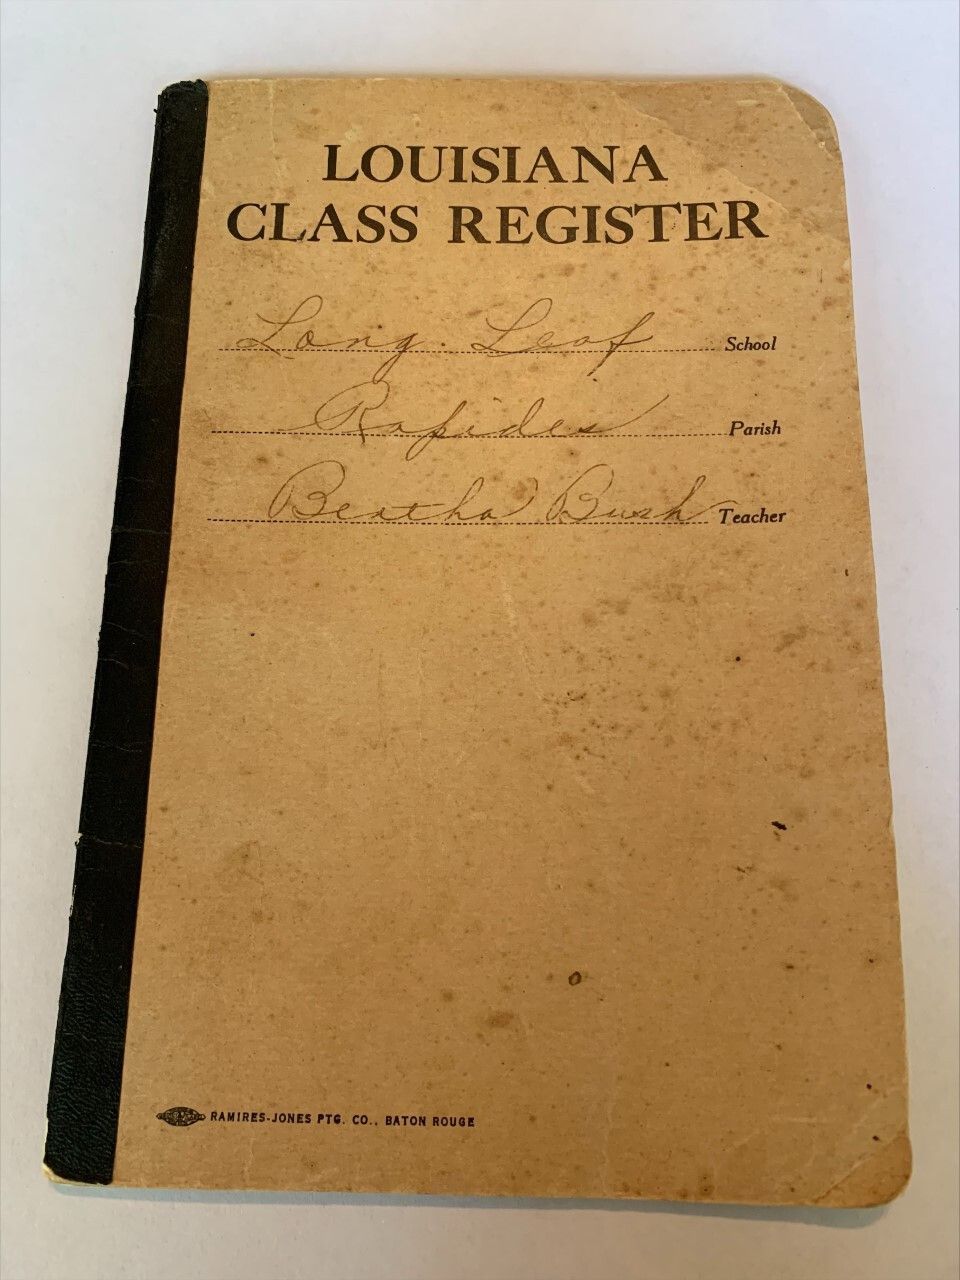 LOUISIANA
CLASS REGISTER
Long Leaf School
Rapides Parish
Bertha Bush Teacher
RAMIRES-JONES PTG. CO., BATON ROUGE